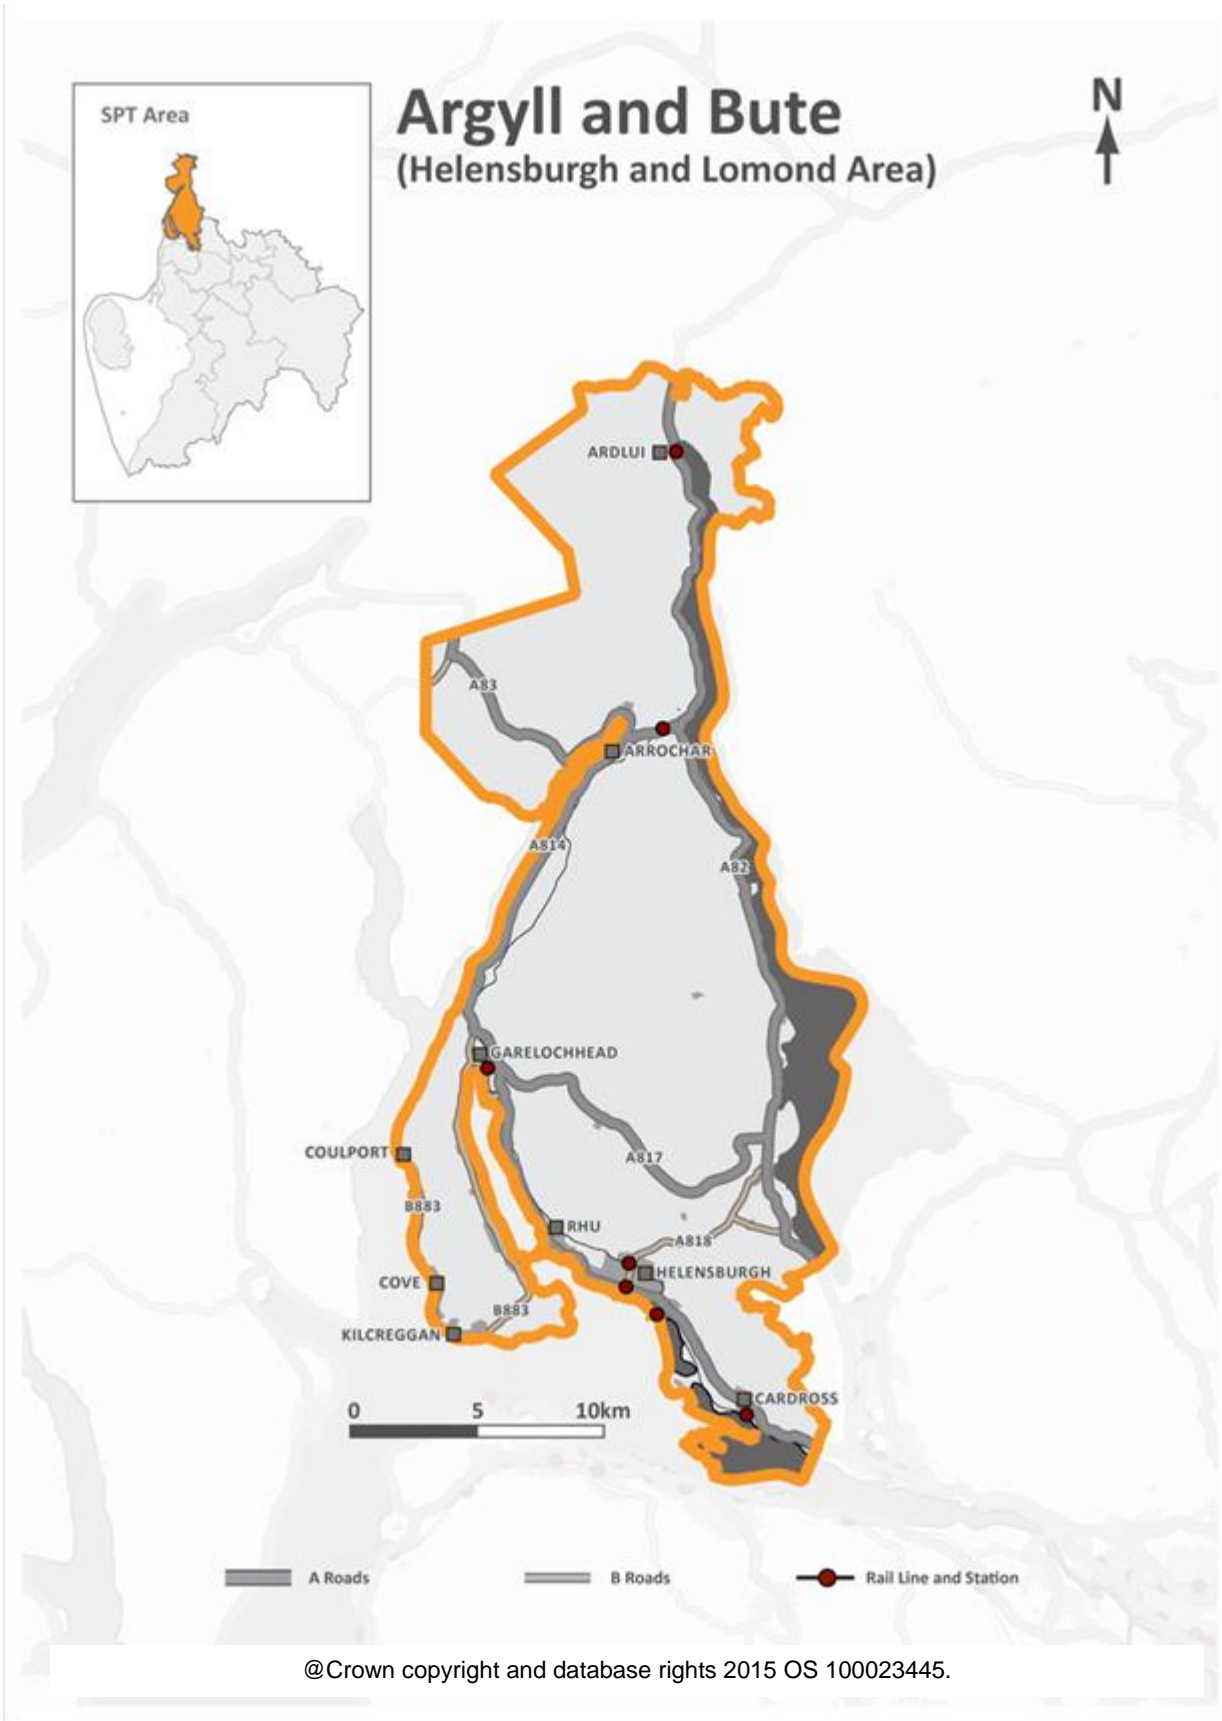 SPT Area
Argyll and Bute
(Helensburgh and Lomond Area)
N
ARDLUI
A83
ARROCHAR
A814
A82
GARELOCHHEAD
COULPORT
A817
B883
RHU
A818
COVE
HELENSBURGH
B883
KILCREGGAN
CARDROSS
0 5 10km
A Roads
B Roads
Rail Line and Station
@Crown copyright and database rights 2015 OS 100023445.